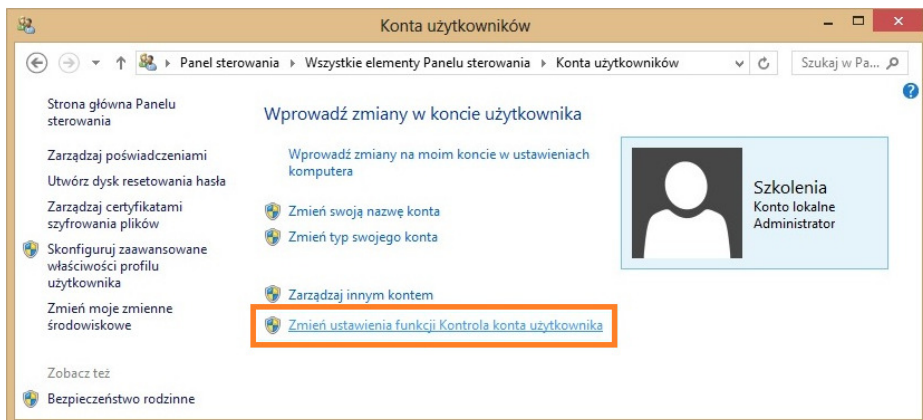 Konta użytkowników
Panel sterowania Wszystkie elementy Panelu sterowania Konta użytkowników
Szukaj w Pa...
Strona główna Panelu
sterowania
Zarządzaj poświadczeniami
Utwórz dysk resetowania hasła
Zarządzaj certyfikatami
szyfrowania plików
Skonfiguruj zaawansowane
właściwości profilu
użytkownika
Zmień moje zmienne
środowiskowe
Zobacz też
Bezpieczeństwo rodzinne
Wprowadź zmiany w koncie użytkownika
Wprowadź zmiany na moim koncie w ustawieniach
komputera
Zmień swoją nazwę konta
Zmień typ swojego konta
Zarządzaj innym kontem
Zmień ustawienia funkcji Kontrola konta użytkownika
Szkolenia
Konto lokalne
Administrator